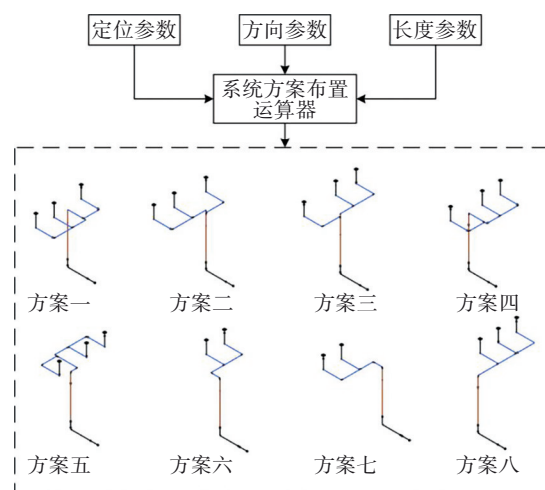 定位参数
方向参数
长度参数
系统方案布置
运算器
方案一
方案二
方案三
方案四
方案五
方案六
方案七
方案八